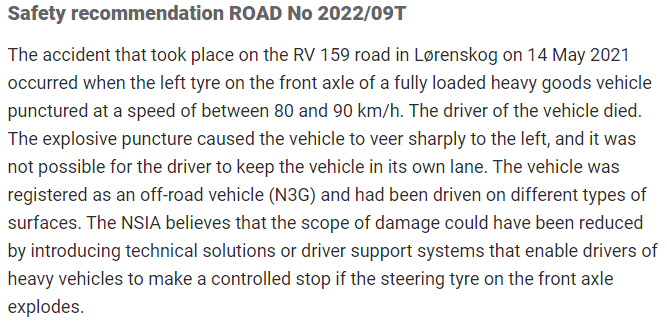 Safety recommendation ROAD No 2022/09T
The accident that took place on the RV 159 road in Lørenskog on 14 May 2021
occurred when the left tyre on the front axle of a fully loaded heavy goods vehicle
punctured at a speed of between 80 and 90 km/h. The driver of the vehicle died.
The explosive puncture caused the vehicle to veer sharply to the left, and it was
not possible for the driver to keep the vehicle in its own lane. The vehicle was
registered as an off-road vehicle (N3G) and had been driven on different types of
surfaces. The NSIA believes that the scope of damage could have been reduced
by introducing technical solutions or driver support systems that enable drivers of
heavy vehicles to make a controlled stop if the steering tyre on the front axle
explodes.